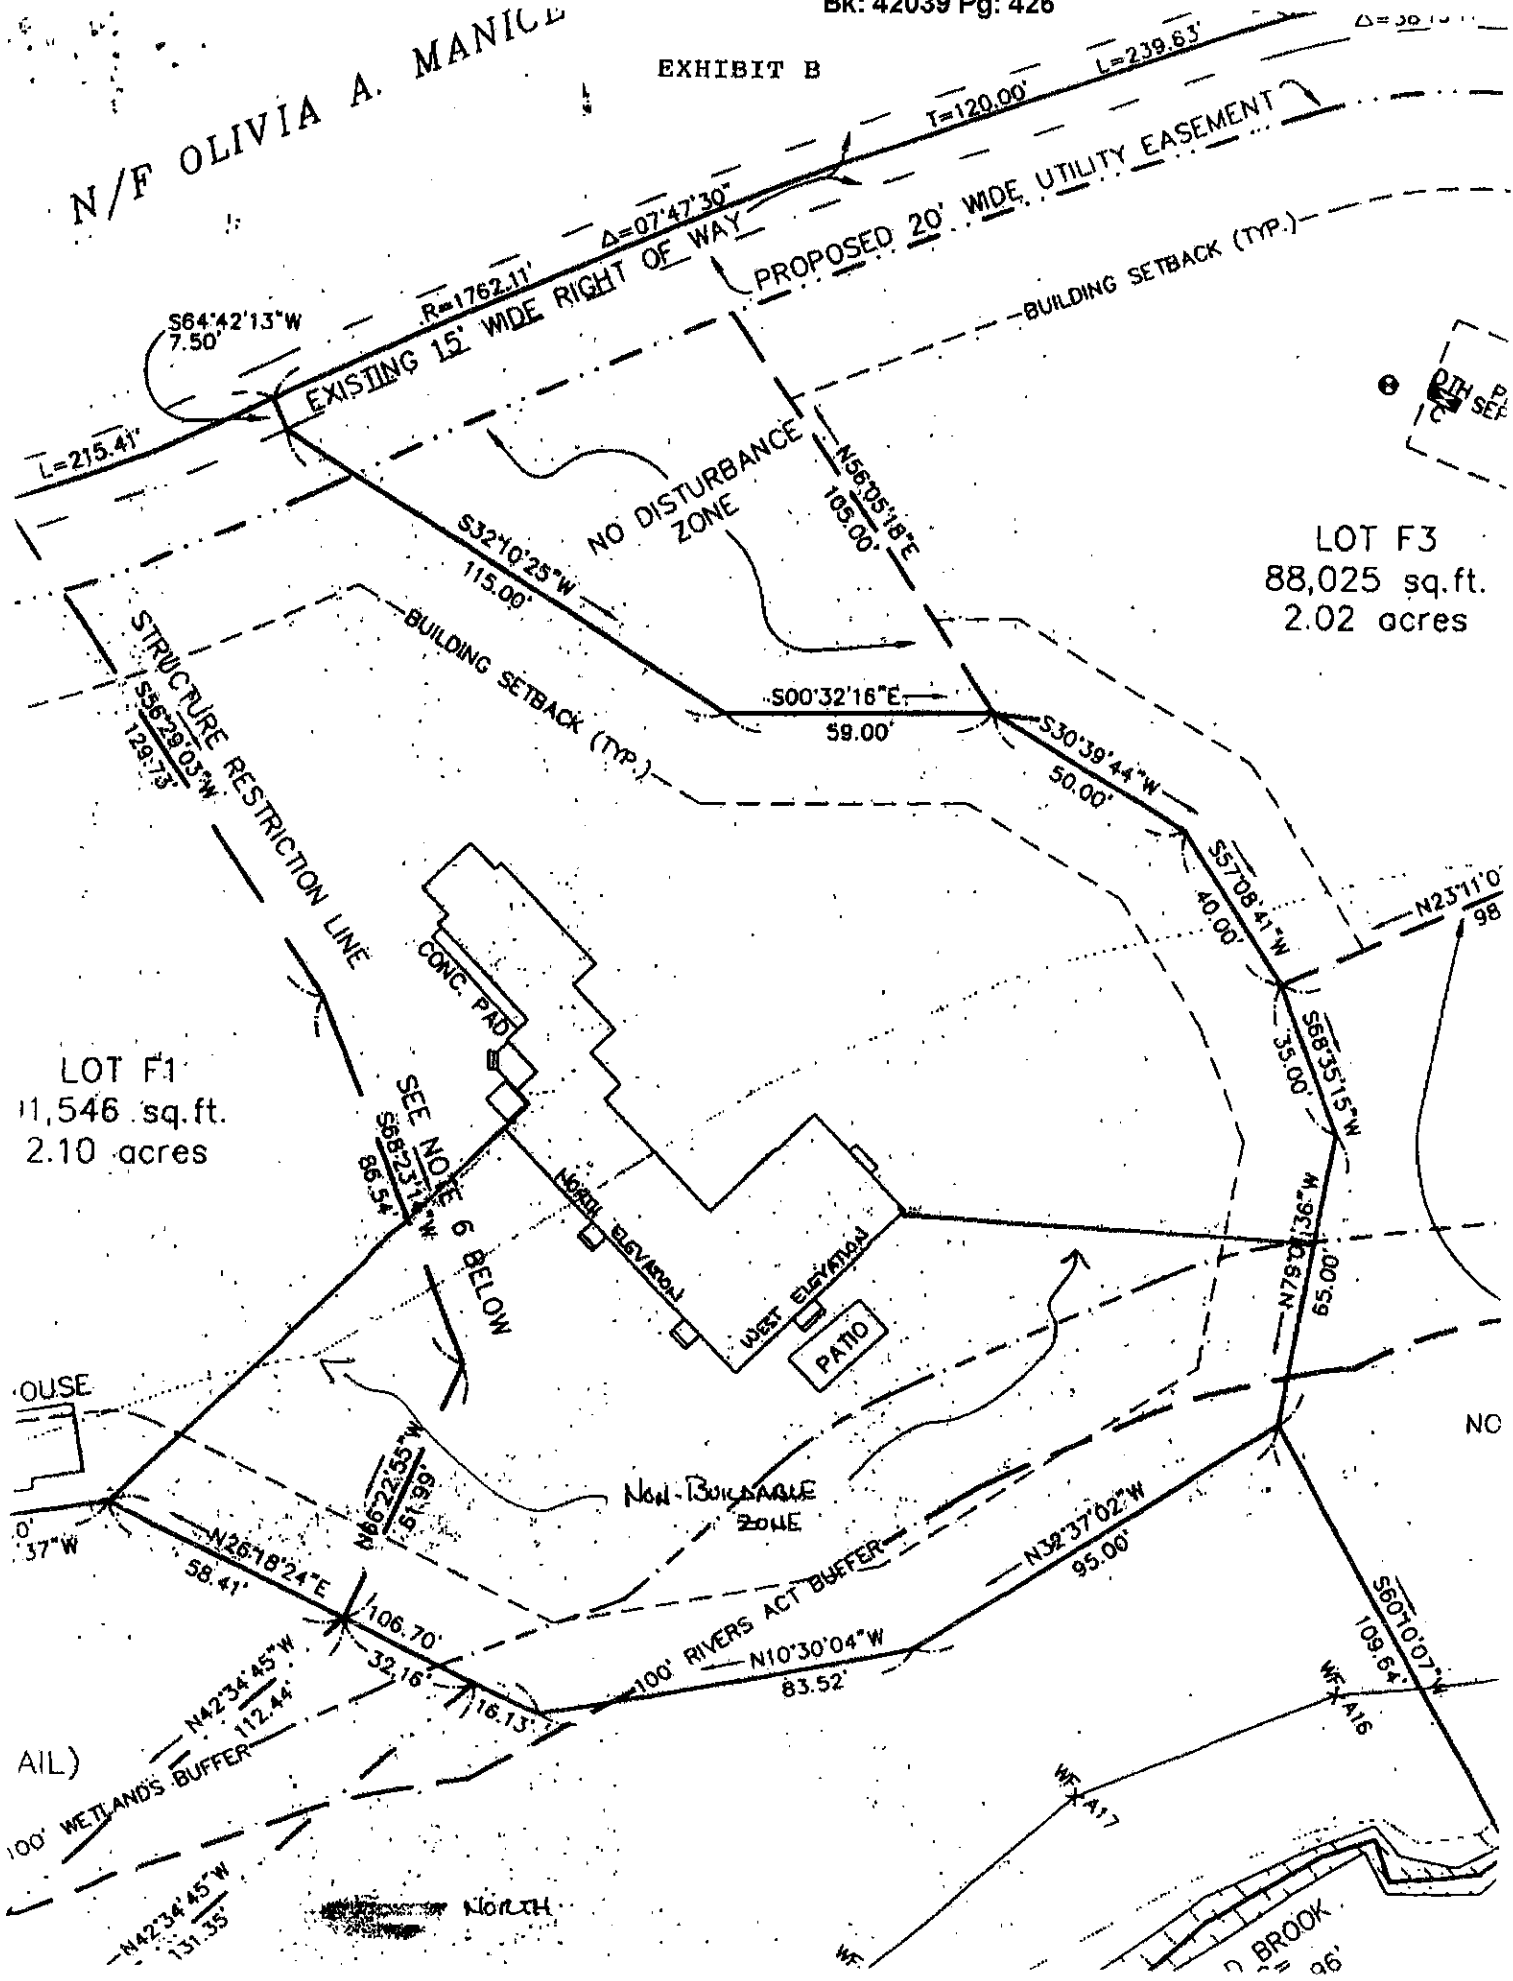 Bk: 42039 Pg: 426
EXHIBIT B
N/F OLIVIA A. MANICE
L=239.63'
T=120.00'
PROPOSED 20' WIDE UTILITY EASEMENT
Δ=07°47'30"
R=1762.11'
EXISTING 15' WIDE RIGHT OF WAY
BUILDING SETBACK (TYP.)
S64°42'13"W
7.50'
L=215.41'
NO DISTURBANCE
ZONE
N56°05'18"E
105.00'
S32°10'25"W
115.00'
LOT F3
88,025 sq.ft.
2.02 acres
BUILDING SETBACK (TYP.)
STRUCTURE RESTRICTION LINE
S56°29'03"W
129.73'
S00°32'16"E
59.00'
S30°39'44"W
50.00'
S57°08'41"W
40.00'
N23°11'0
98
CONC. PAD
S68°35'15"W
35.00'
LOT F1
1,546 sq.ft.
2.10 acres
SEE NOTE 6 BELOW
S68°23'14"W
86.54'
NORTH ELEVATION
WEST ELEVATION
PATIO
65.00'
OUSE
NO
0'
37"W
N66°22'55"W
61.99'
NON-BUILDABLE
ZONE
N26°18'24"E
58.41'
N32°37'02"W
95.00'
106.70'
32.16'
16.13'
100' RIVERS ACT BUFFER
N10°30'04"W
83.52'
S60°10'07"W
109.64'
N42°34'45"W
112.44'
AIL)
100' WETLANDS BUFFER
WF
A16
WF
A17
N42°34'45"W
131.35'
NORTH
WF
D BROOK
96'